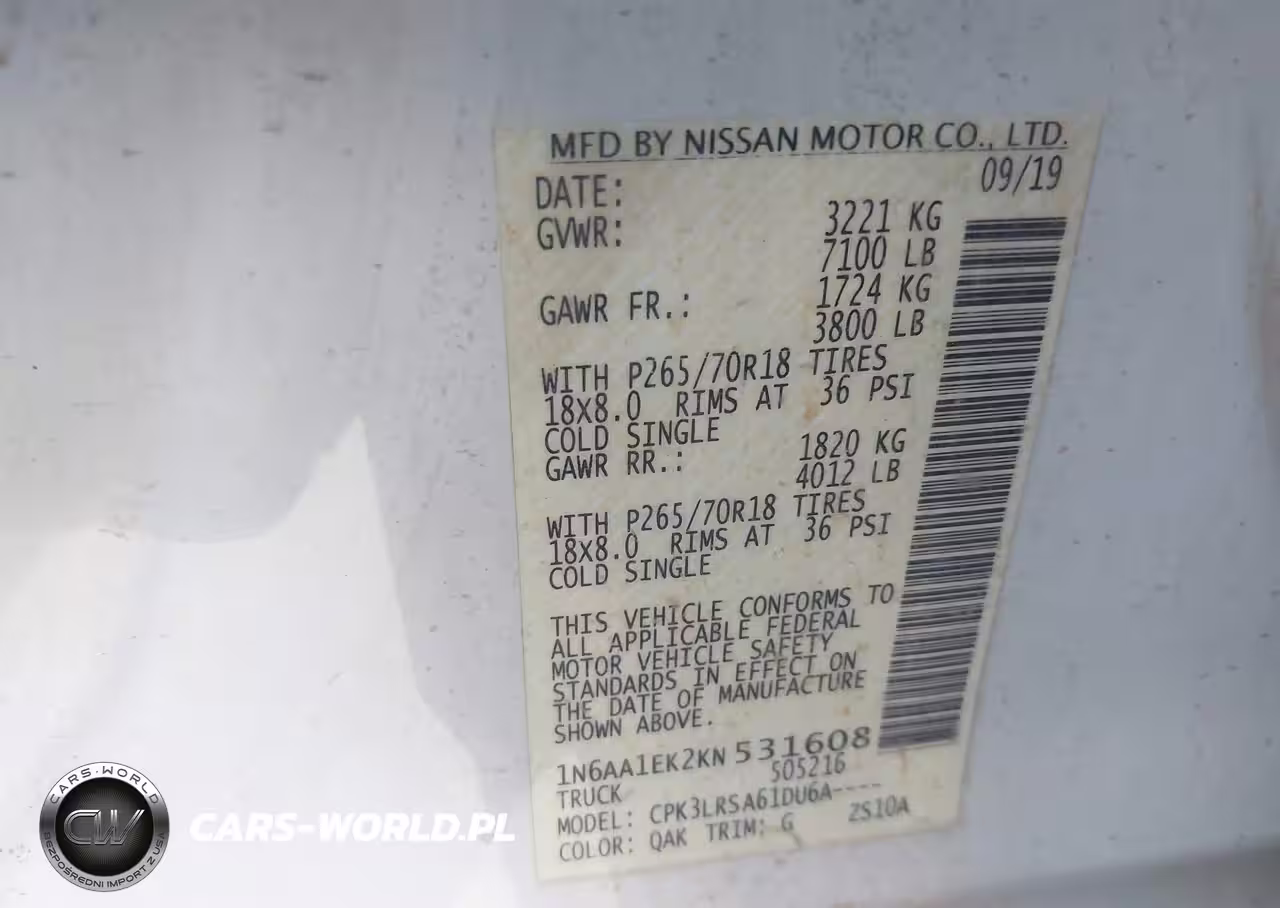 MFD BY NISSAN MOTOR CO., LTD.
DATE: 09/19
GVWR: 3221 KG
7100 LB
GAWR FR.: 1724 KG
3800 LB
WITH P265/70R18 TIRES
18X8.0 RIMS AT 36 PSI
COLD SINGLE
GAWR RR.: 1820 KG
4012 LB
WITH P265/70R18 TIRES
18X8.0 RIMS AT 36 PSI
COLD SINGLE
THIS VEHICLE CONFORMS TO
ALL APPLICABLE FEDERAL
MOTOR VEHICLE SAFETY
STANDARDS IN EFFECT ON
THE DATE OF MANUFACTURE
SHOWN ABOVE.
1N6AA1EK2KN531608
TRUCK 505216
MODEL: CPK3LRSA61DU6A----
COLOR: QAK TRIM: G ZS10A
CARS-WORLD
CW
BEZPOŚREDNI IMPORT Z USA
CARS-WORLD.PL